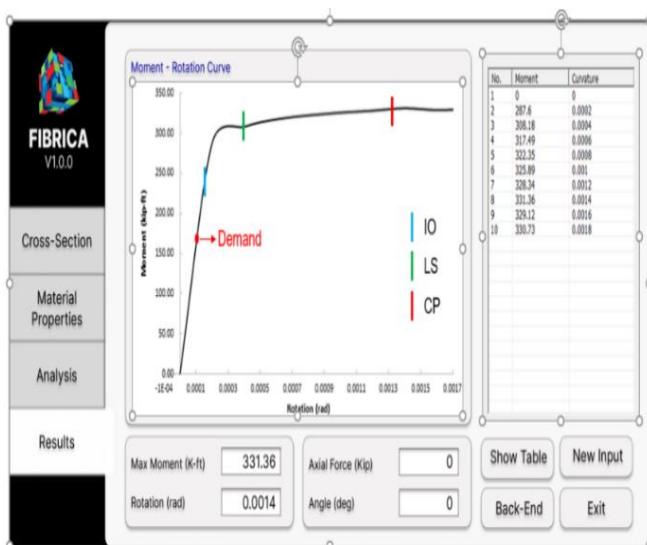 FIBRICA
V1.0.0
Cross-Section
Material
Properties
Analysis
Results
Moment - Rotation Curve
Moment (kip-ft)
350.00
300.00
250.00
200.00
150.00
100.00
50.00
0.00
-1E-04 0.0001 0.0003 0.0005 0.0007 0.0009 0.0011 0.0013 0.0015 0.0017
Rotation (rad)
Demand
IO
LS
CP
No. Moment Curvature
1 0 0
2 287.6 0.0002
3 308.18 0.0004
4 317.49 0.0006
5 322.35 0.0008
6 325.89 0.001
7 328.34 0.0012
8 331.36 0.0014
9 329.12 0.0016
10 330.73 0.0018
Max Moment (K-ft) 331.36
Rotation (rad) 0.0014
Axial Force (Kip) 0
Angle (deg) 0
Show Table
New Input
Back-End
Exit